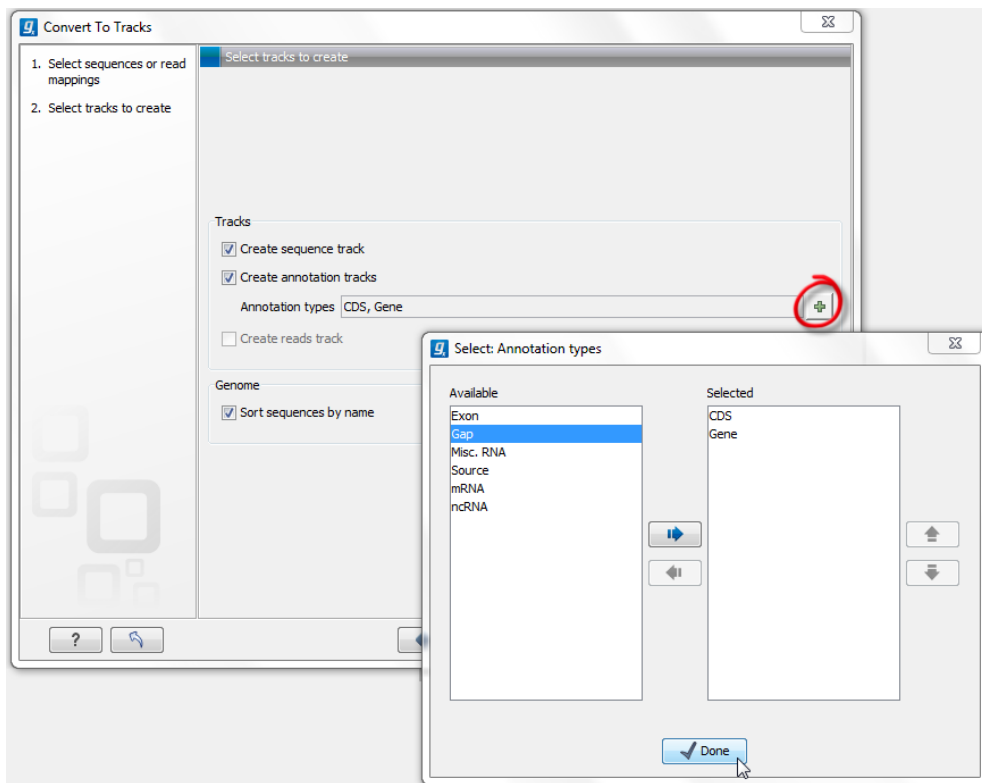 Convert To Tracks
1. Select sequences or read
mappings
2. Select tracks to create
Select tracks to create
Tracks
Create sequence track
Create annotation tracks
Annotation types CDS, Gene
Create reads track
Genome
Sort sequences by name
?
Select: Annotation types
Available
Exon
Gap
Misc. RNA
Source
mRNA
ncRNA
Selected
CDS
Gene
Done